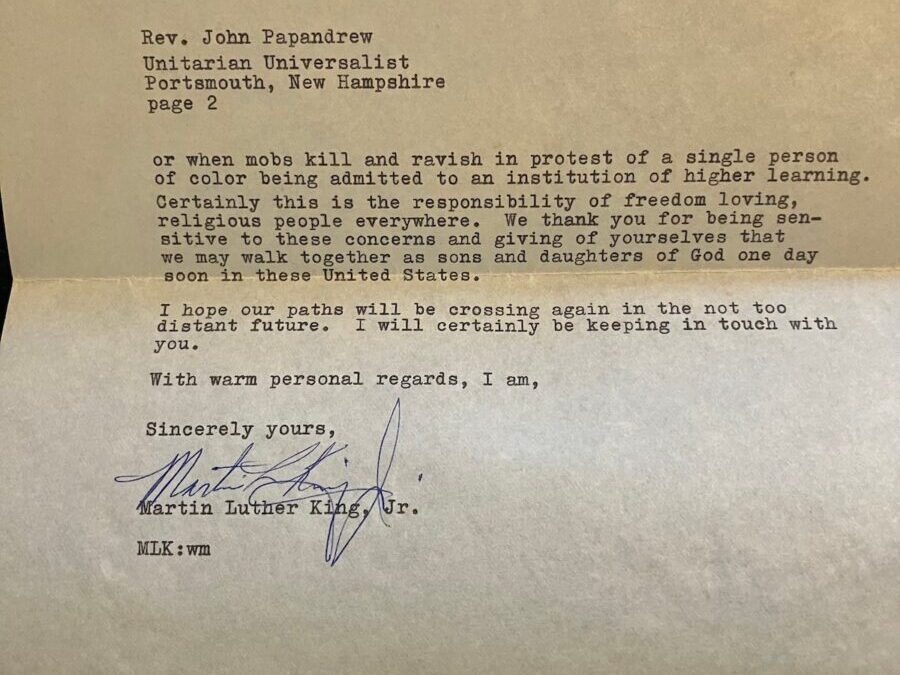 Rev. John Papandrew
Unitarian Universalist
Portsmouth, New Hampshire
page 2
or when mobs kill and ravish in protest of a single person
of color being admitted to an institution of higher learning.
Certainly this is the responsibility of freedom loving,
religious people everywhere. We thank you for being sen-
sitive to these concerns and giving of yourselves that
we may walk together as sons and daughters of God one day
soon in these United States.
I hope our paths will be crossing again in the not too
distant future. I will certainly be keeping in touch with
you.
With warm personal regards, I am,
Sincerely yours,
Martin L King Jr.
Martin Luther King, Jr.
MLK:wm